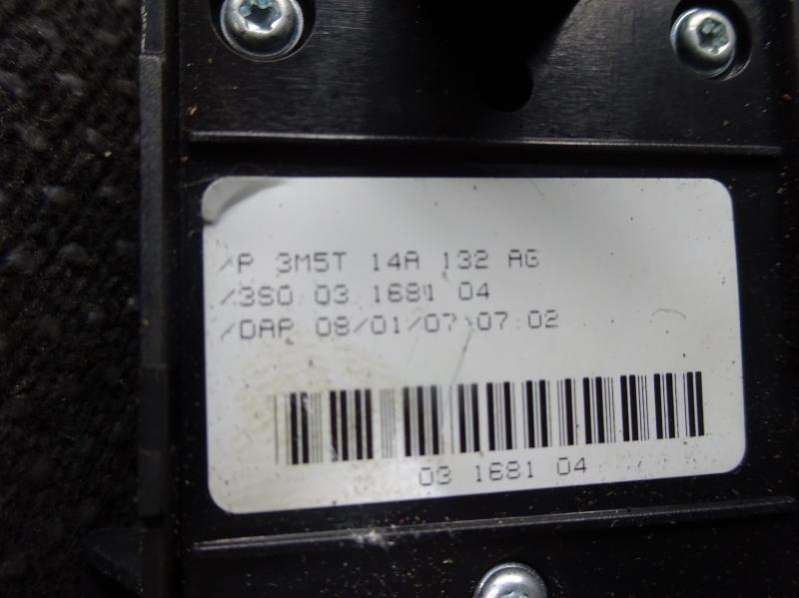 /P 3M5T 14A 132 AG
/3S0 03 1681 04
/DAP 08/01/07 07:02
03 1681 04